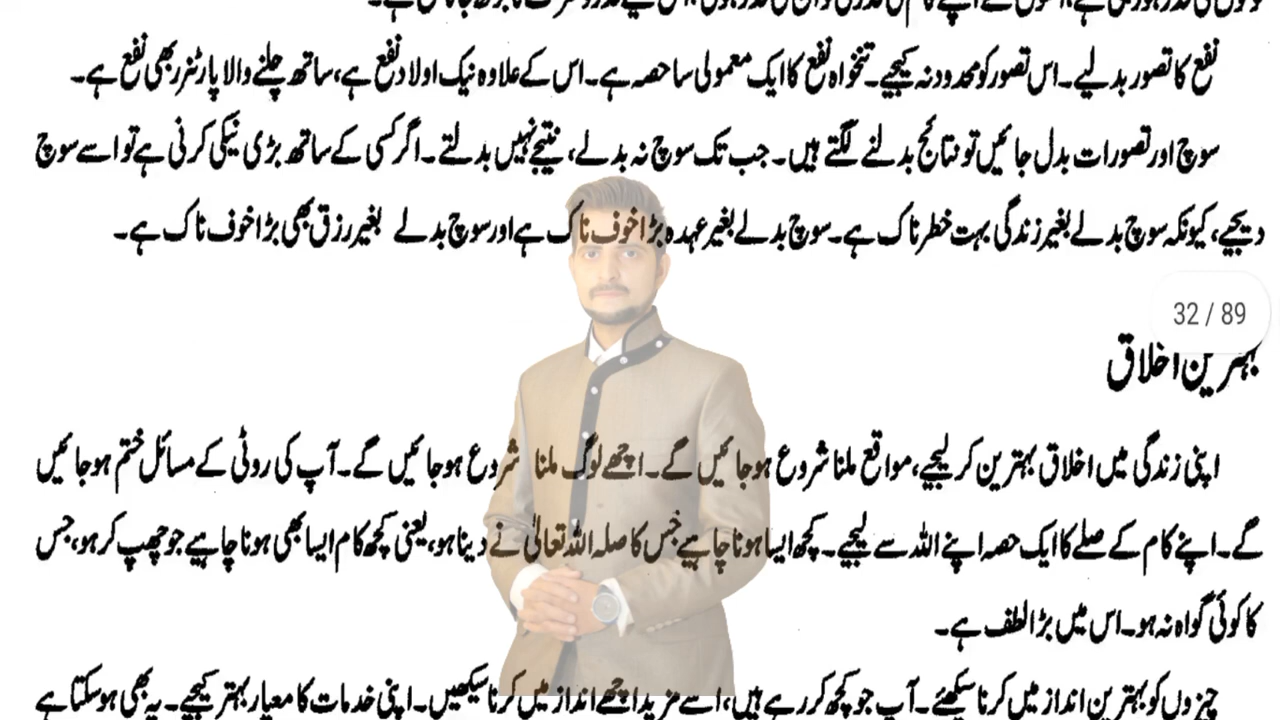 نفع کا تصور بدلیے۔ اس تصور کو محدود نہ کیجیے۔ تنخواہ نفع کا ایک معمولی سا حصہ ہے۔ اس کے علاوہ نیک اولاد نفع ہے، ساتھ چلنے والا پارٹنر بھی نفع ہے۔
سوچ اور تصورات بدل جائیں تو نتائج بدلنے لگتے ہیں۔ جب تک سوچ نہ بدلے، نتیجے نہیں بدلتے۔ اگر کسی کے ساتھ بڑی نیکی کرنی ہے تو اسے سوچ
دیجیے، کیونکہ سوچ بدلے بغیر زندگی بہت خطرناک ہے۔ سوچ بدلے بغیر عہدہ بڑا خوف ناک ہے اور سوچ بدلے بغیر رزق بھی بڑا خوف ناک ہے۔
32 / 89
بہترین اخلاق
اپنی زندگی میں اخلاق بہترین کر لیجیے، مواقع ملنا شروع ہوجائیں گے۔ اچھے لوگ ملنا شروع ہوجائیں گے۔ آپ کی روٹی کے مسائل ختم ہوجائیں
گے۔ اپنے کام کے صلے کا ایک حصہ اپنے اللہ سے لیجیے۔ کچھ ایسا ہونا چاہیے جس کا صلہ اللہ تعالیٰ نے دینا ہو، یعنی کچھ کام ایسا بھی ہونا چاہیے جو چھپ کر ہو، جس
کا کوئی گواہ نہ ہو۔ اس میں بڑا لطف ہے۔
چیزوں کو بہترین انداز میں کرنا سیکھئے۔ آپ جو کچھ کر رہے ہیں، اسے مزید اچھے انداز میں کرنا سیکھیں۔ اپنی خدمات کا معیار بہتر کیجیے۔ یہ بھی ہوسکتا ہے